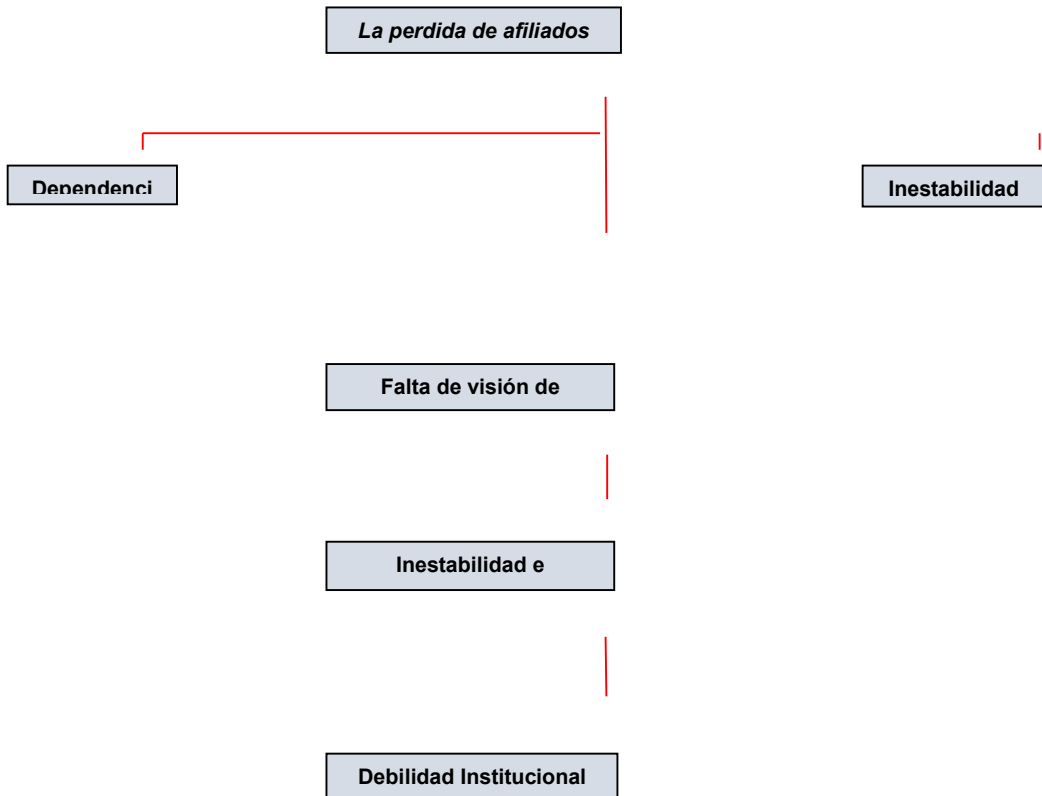 La perdida de afiliados
Dependenci
Inestabilidad
Falta de visión de
Inestabilidad e
Debilidad Institucional